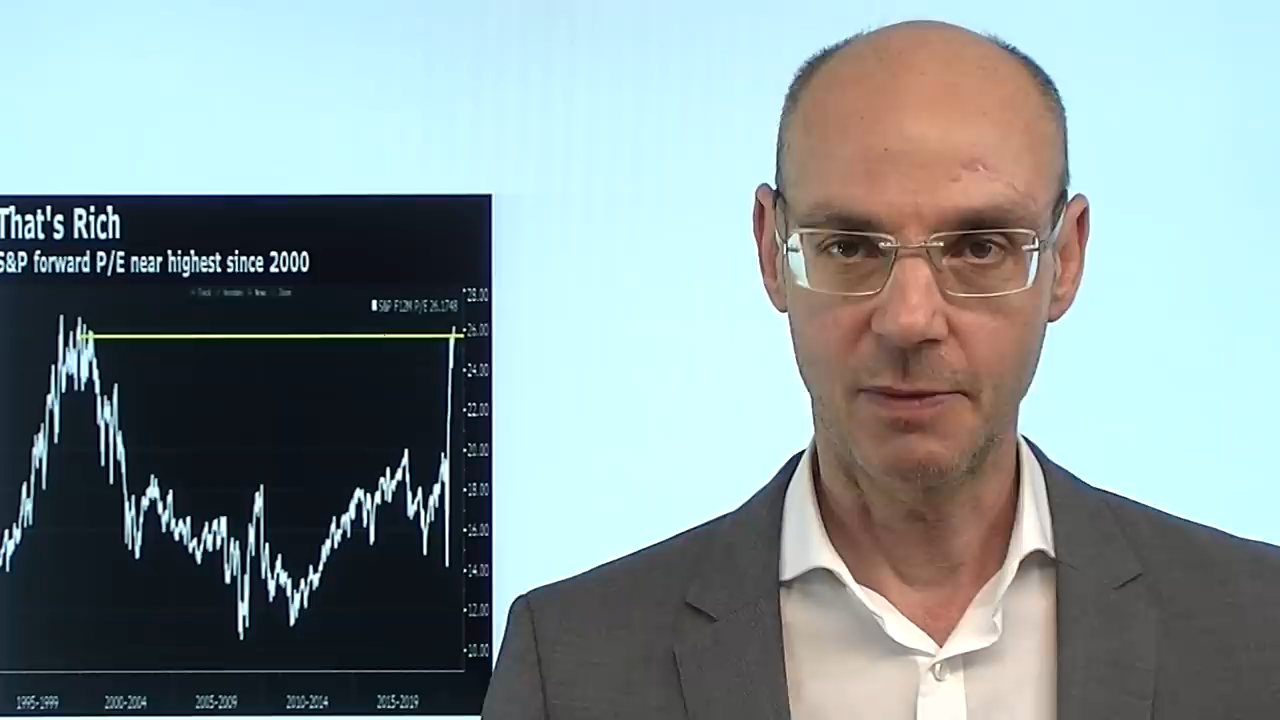 That's Rich
S&P forward P/E near highest since 2000
S&P F12M P/E 26.1748
28.00
26.00
24.00
22.00
20.00
18.00
16.00
14.00
12.00
10.00
1995-1999 2000-2004 2005-2009 2010-2014 2015-2019